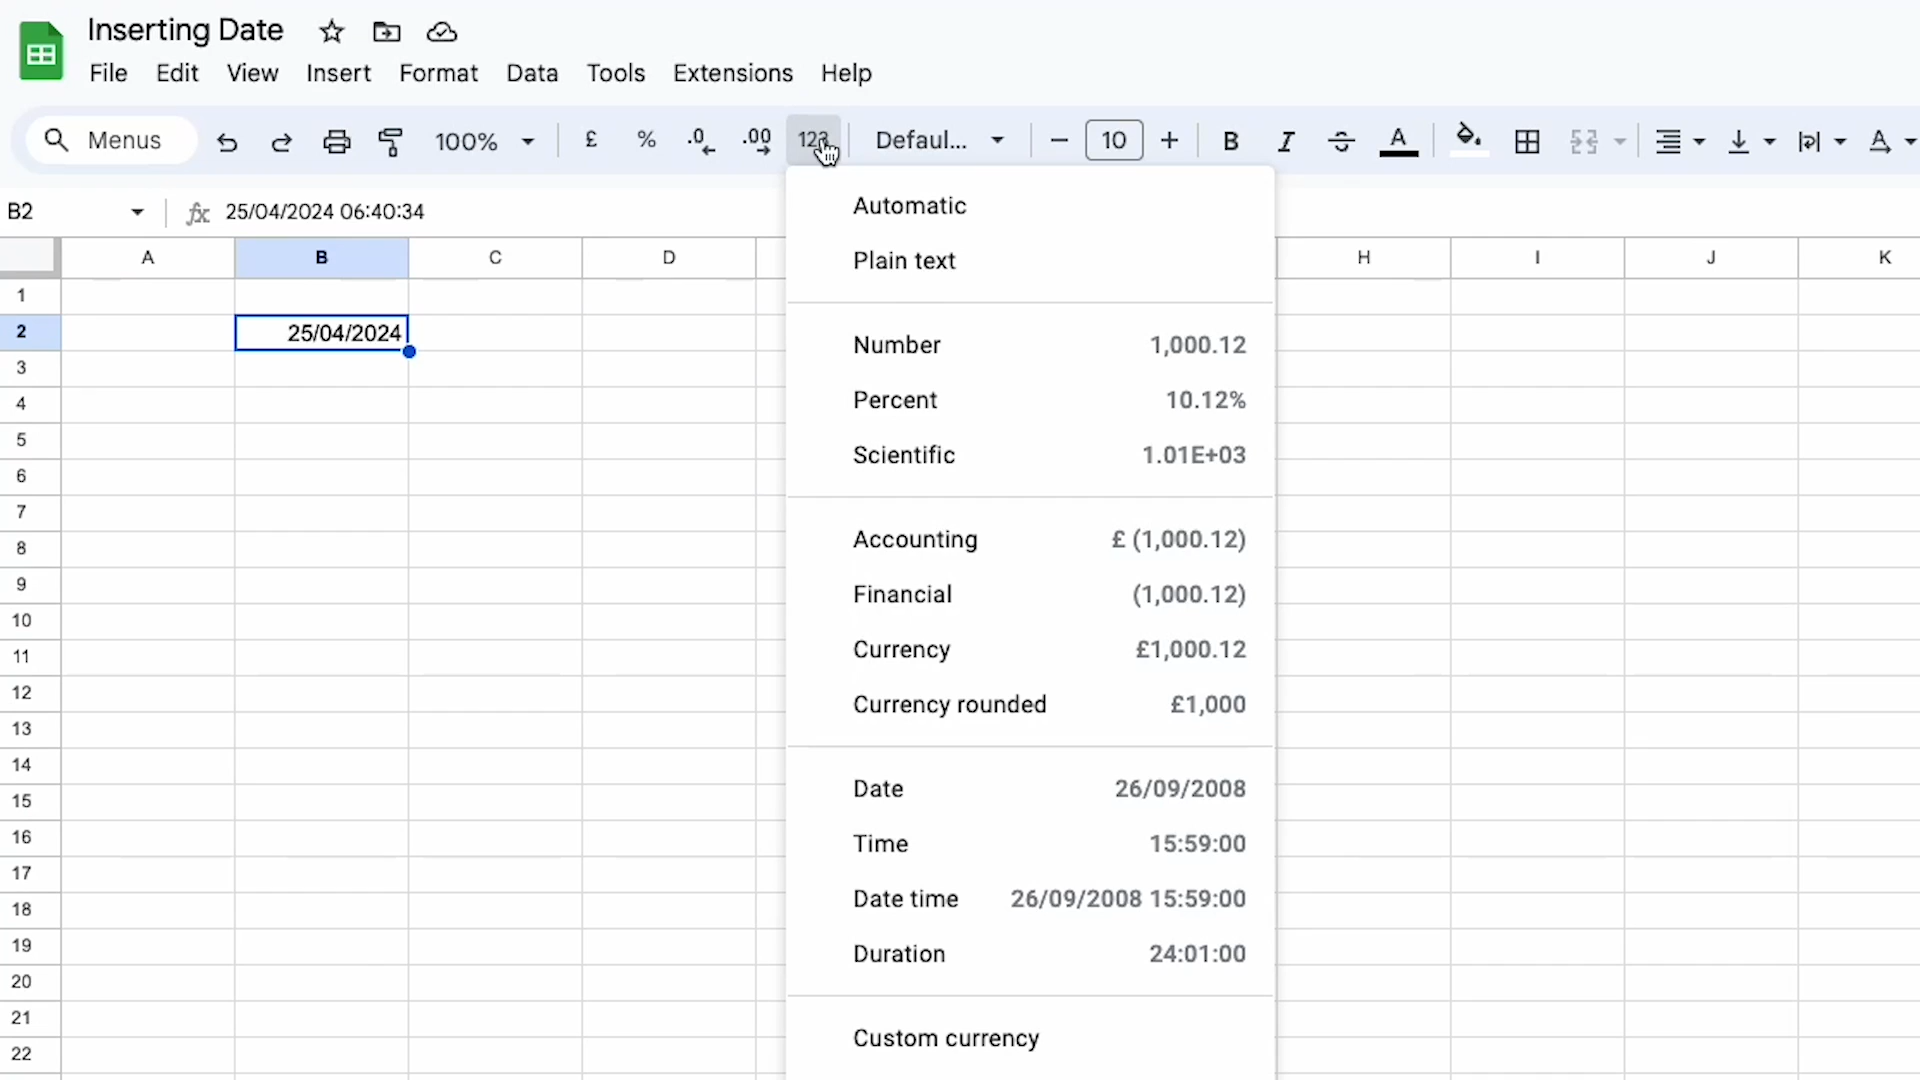 Inserting Date
File Edit View Insert Format Data Tools Extensions Help
Menus 100% £ % .0 .00 123 Defaul... 10 B I A
B2 fx 25/04/2024 06:40:34
A B C D H I J K
1
2 25/04/2024
3
4
5
6
7
8
9
10
11
12
13
14
15
16
17
18
19
20
21
22
Automatic
Plain text
Number 1,000.12
Percent 10.12%
Scientific 1.01E+03
Accounting £ (1,000.12)
Financial (1,000.12)
Currency £1,000.12
Currency rounded £1,000
Date 26/09/2008
Time 15:59:00
Date time 26/09/2008 15:59:00
Duration 24:01:00
Custom currency